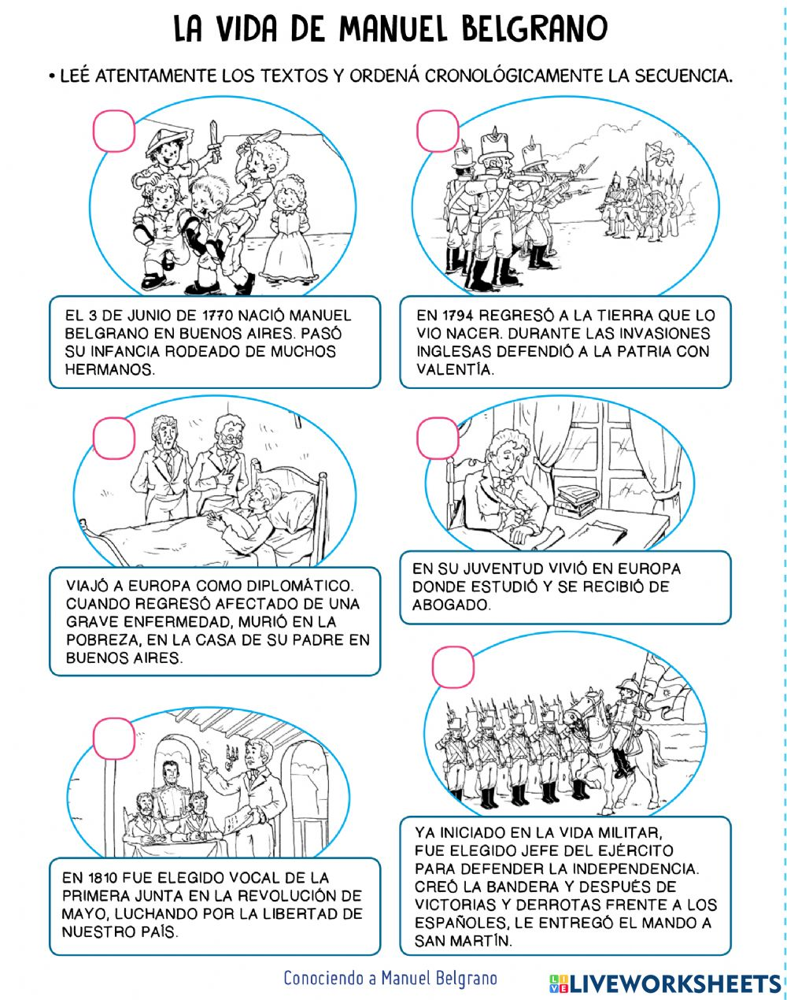 LA VIDA DE MANUEL BELGRANO
• LEÉ ATENTAMENTE LOS TEXTOS Y ORDENÁ CRONOLÓGICAMENTE LA SECUENCIA.
EL 3 DE JUNIO DE 1770 NACIÓ MANUEL
BELGRANO EN BUENOS AIRES. PASÓ
SU INFANCIA RODEADO DE MUCHOS
HERMANOS.
EN 1794 REGRESÓ A LA TIERRA QUE LO
VIO NACER. DURANTE LAS INVASIONES
INGLESAS DEFENDIÓ A LA PATRIA CON
VALENTÍA.
VIAJÓ A EUROPA COMO DIPLOMÁTICO.
CUANDO REGRESÓ AFECTADO DE UNA
GRAVE ENFERMEDAD, MURIÓ EN LA
POBREZA, EN LA CASA DE SU PADRE EN
BUENOS AIRES.
EN SU JUVENTUD VIVIÓ EN EUROPA
DONDE ESTUDIÓ Y SE RECIBIÓ DE
ABOGADO.
EN 1810 FUE ELEGIDO VOCAL DE LA
PRIMERA JUNTA EN LA REVOLUCIÓN DE
MAYO, LUCHANDO POR LA LIBERTAD DE
NUESTRO PAÍS.
YA INICIADO EN LA VIDA MILITAR,
FUE ELEGIDO JEFE DEL EJÉRCITO
PARA DEFENDER LA INDEPENDENCIA.
CREÓ LA BANDERA Y DESPUÉS DE
VICTORIAS Y DERROTAS FRENTE A LOS
ESPAÑOLES, LE ENTREGÓ EL MANDO A
SAN MARTÍN.
Conociendo a Manuel Belgrano
LIVE LIVEWORKSHEETS